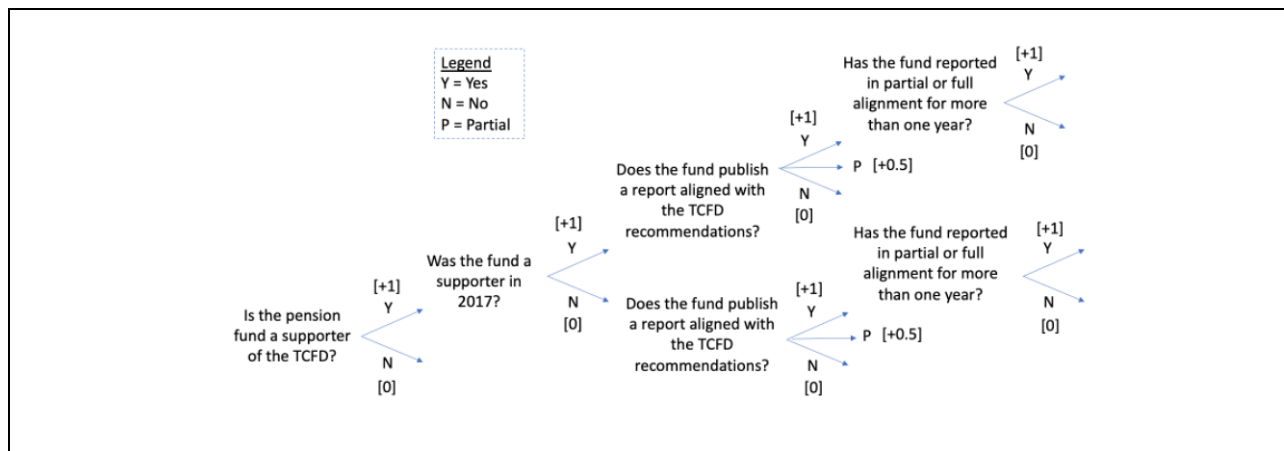 Legend
Y = Yes
N = No
P = Partial
Is the pension
fund a supporter
of the TCFD?
[+1]
Y
N
[0]
Was the fund a
supporter in
2017?
[+1]
Y
N
[0]
Does the fund publish
a report aligned with
the TCFD
recommendations?
[+1]
Y
P [+0.5]
N
[0]
Has the fund reported
in partial or full
alignment for more
than one year?
[+1]
Y
N
[0]
Does the fund publish
a report aligned with
the TCFD
recommendations?
[+1]
Y
P [+0.5]
N
[0]
Has the fund reported
in partial or full
alignment for more
than one year?
[+1]
Y
N
[0]